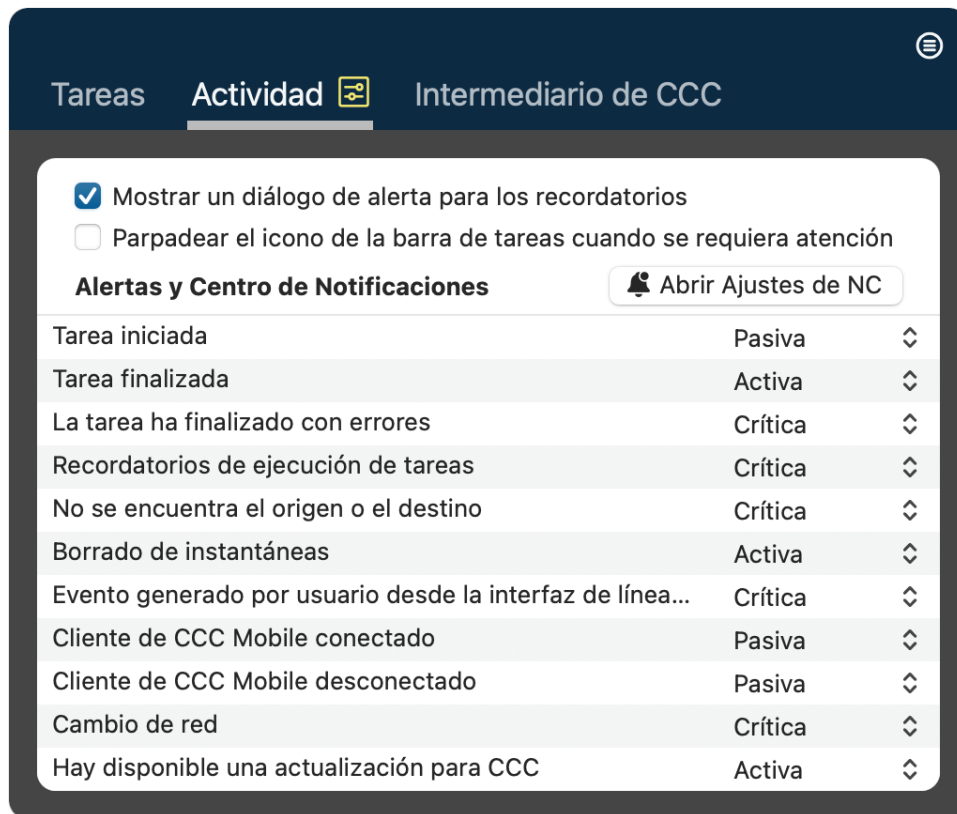 Tareas Actividad Intermediario de CCC
Mostrar un diálogo de alerta para los recordatorios
Parpadear el icono de la barra de tareas cuando se requiera atención
Alertas y Centro de Notificaciones Abrir Ajustes de NC
Tarea iniciada Pasiva
Tarea finalizada Activa
La tarea ha finalizado con errores Crítica
Recordatorios de ejecución de tareas Crítica
No se encuentra el origen o el destino Crítica
Borrado de instantáneas Activa
Evento generado por usuario desde la interfaz de línea... Crítica
Cliente de CCC Mobile conectado Pasiva
Cliente de CCC Mobile desconectado Pasiva
Cambio de red Crítica
Hay disponible una actualización para CCC Activa